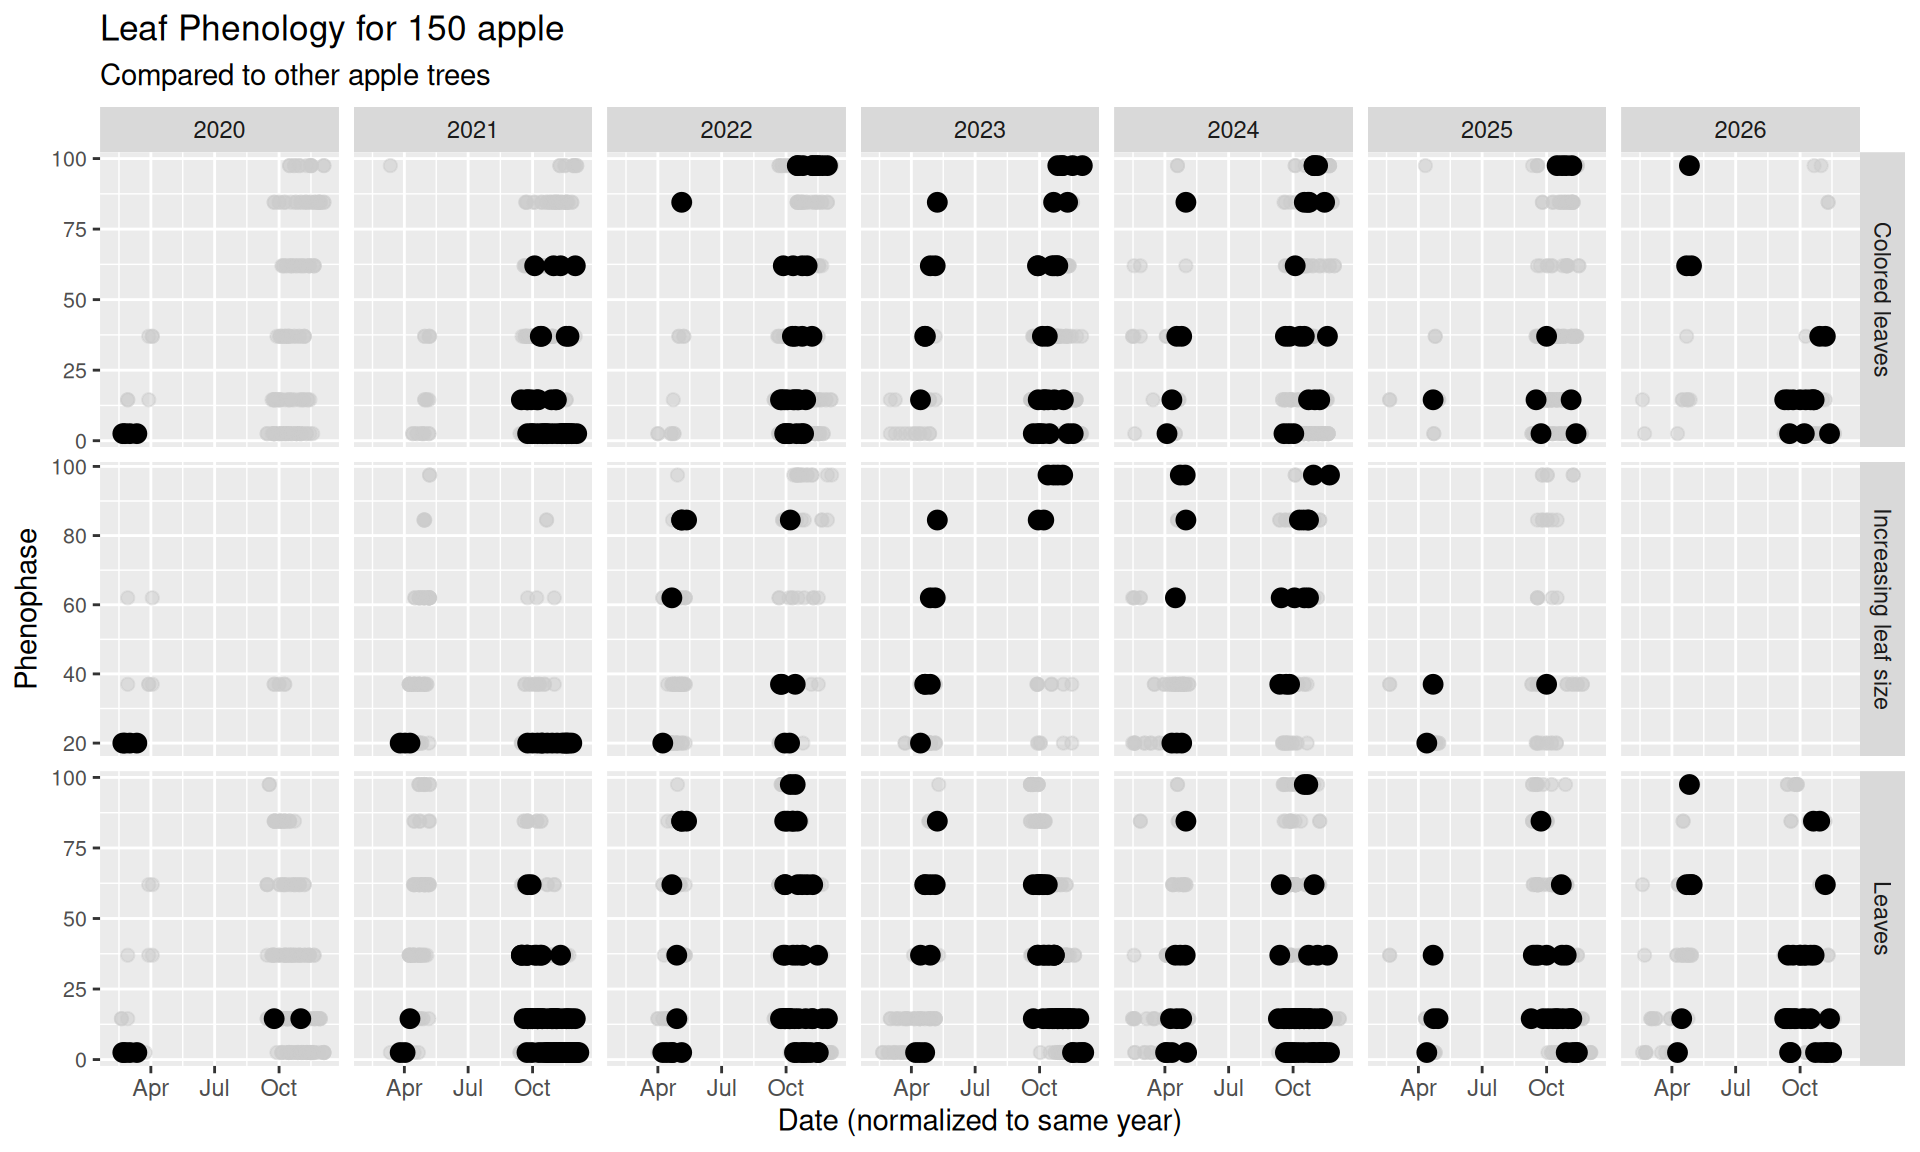 Leaf Phenology for 150 apple
Compared to other apple trees
2020 2021 2022 2023 2024 2025 2026
100
75
50
25
0
Colored leaves
100
80
60
40
20
Increasing leaf size
100
75
50
25
0
Leaves
Phenophase
Apr Jul Oct Apr Jul Oct Apr Jul Oct Apr Jul Oct Apr Jul Oct Apr Jul Oct Apr Jul Oct
Date (normalized to same year)